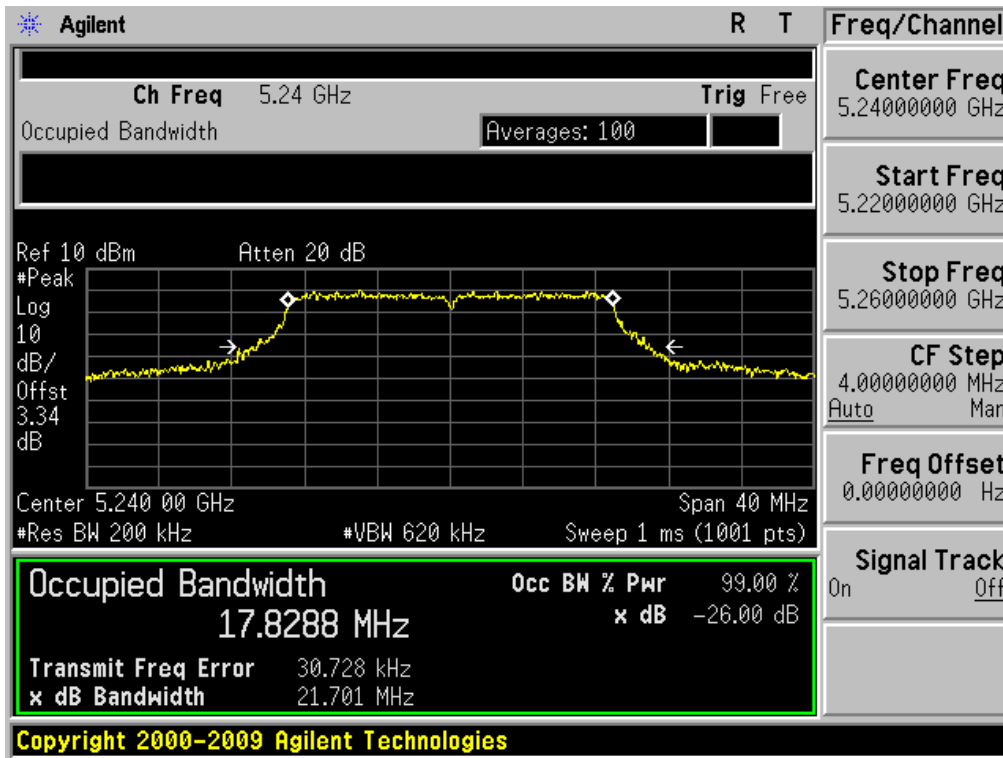 Agilent R T
Ch Freq 5.24 GHz Trig Free
Occupied Bandwidth Averages: 100
Ref 10 dBm Atten 20 dB
#Peak
Log
10
dB/
Offst
3.34
dB
Center 5.240 00 GHz Span 40 MHz
#Res BW 200 kHz #VBW 620 kHz Sweep 1 ms (1001 pts)
Occupied Bandwidth Occ BW % Pwr 99.00 %
17.8288 MHz x dB -26.00 dB
Transmit Freq Error 30.728 kHz
x dB Bandwidth 21.701 MHz
Copyright 2000-2009 Agilent Technologies
Freq/Channel
Center Freq
5.24000000 GHz
Start Freq
5.22000000 GHz
Stop Freq
5.26000000 GHz
CF Step
4.00000000 MHz
Auto Man
Freq Offset
0.00000000 Hz
Signal Track
On Off